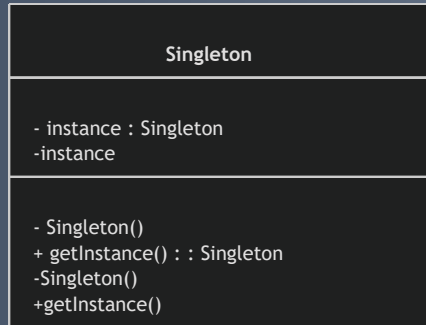 Singleton
- instance : Singleton
-instance
- Singleton()
+ getInstance() : : Singleton
-Singleton()
+getInstance()